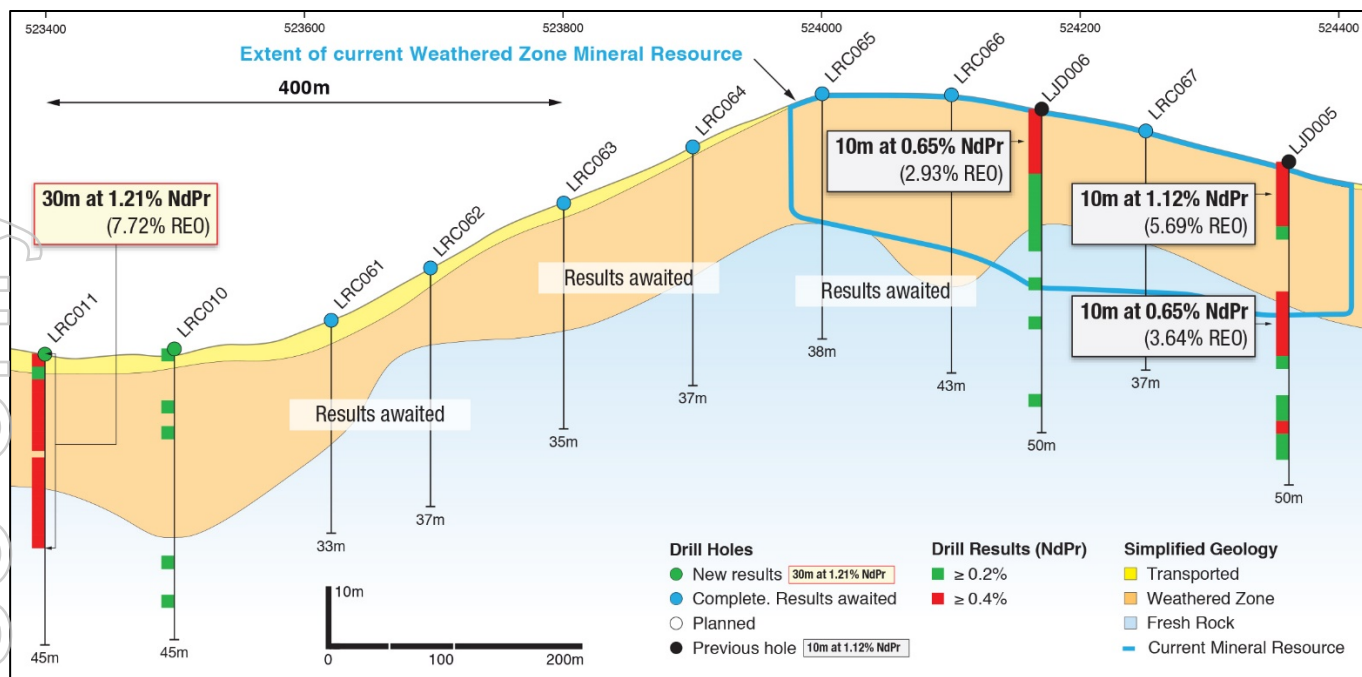 523400
523600
523800
524000
524200
524400
Extent of current Weathered Zone Mineral Resource
400m
LRC011
LRC010
LRC061
LRC062
LRC063
LRC064
LRC065
LRC066
LJD006
LRC067
LJD005
30m at 1.21% NdPr
(7.72% REO)
10m at 0.65% NdPr
(2.93% REO)
10m at 1.12% NdPr
(5.69% REO)
10m at 0.65% NdPr
(3.64% REO)
Results awaited
Results awaited
Results awaited
45m
45m
33m
37m
35m
37m
38m
43m
50m
37m
50m
10m
0
100
200m
Drill Holes
New results 30m at 1.21% NdPr
Complete. Results awaited
Planned
Previous hole 10m at 1.12% NdPr
Drill Results (NdPr)
≥ 0.2%
≥ 0.4%
Simplified Geology
Transported
Weathered Zone
Fresh Rock
Current Mineral Resource